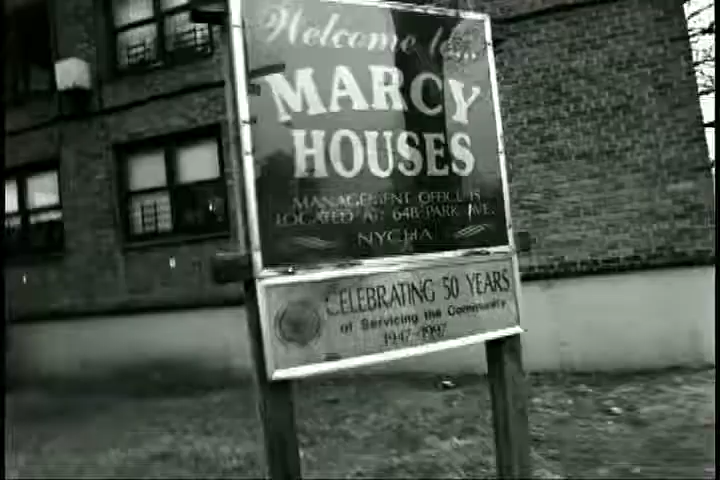 Welcome to...
MARCY
HOUSES
MANAGEMENT OFFICE IS
LOCATED AT: 648 PARK AVE.
NYCHA
CELEBRATING 50 YEARS
of Servicing the Community
1947-1997